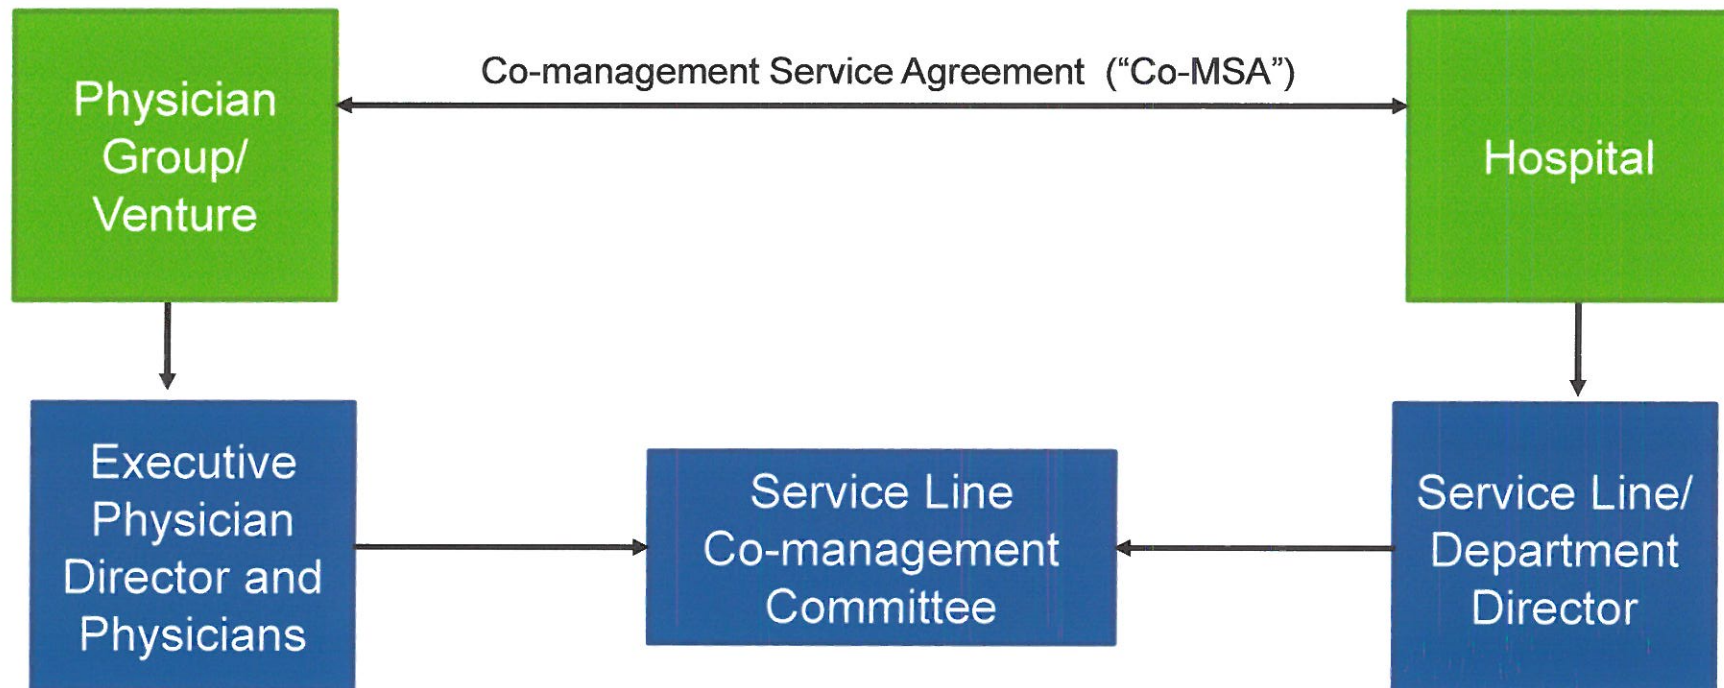 Co-management Service Agreement ("Co-MSA")
Physician
Group/
Venture
Hospital
Executive
Physician
Director and
Physicians
Service Line
Co-management
Committee
Service Line/
Department
Director